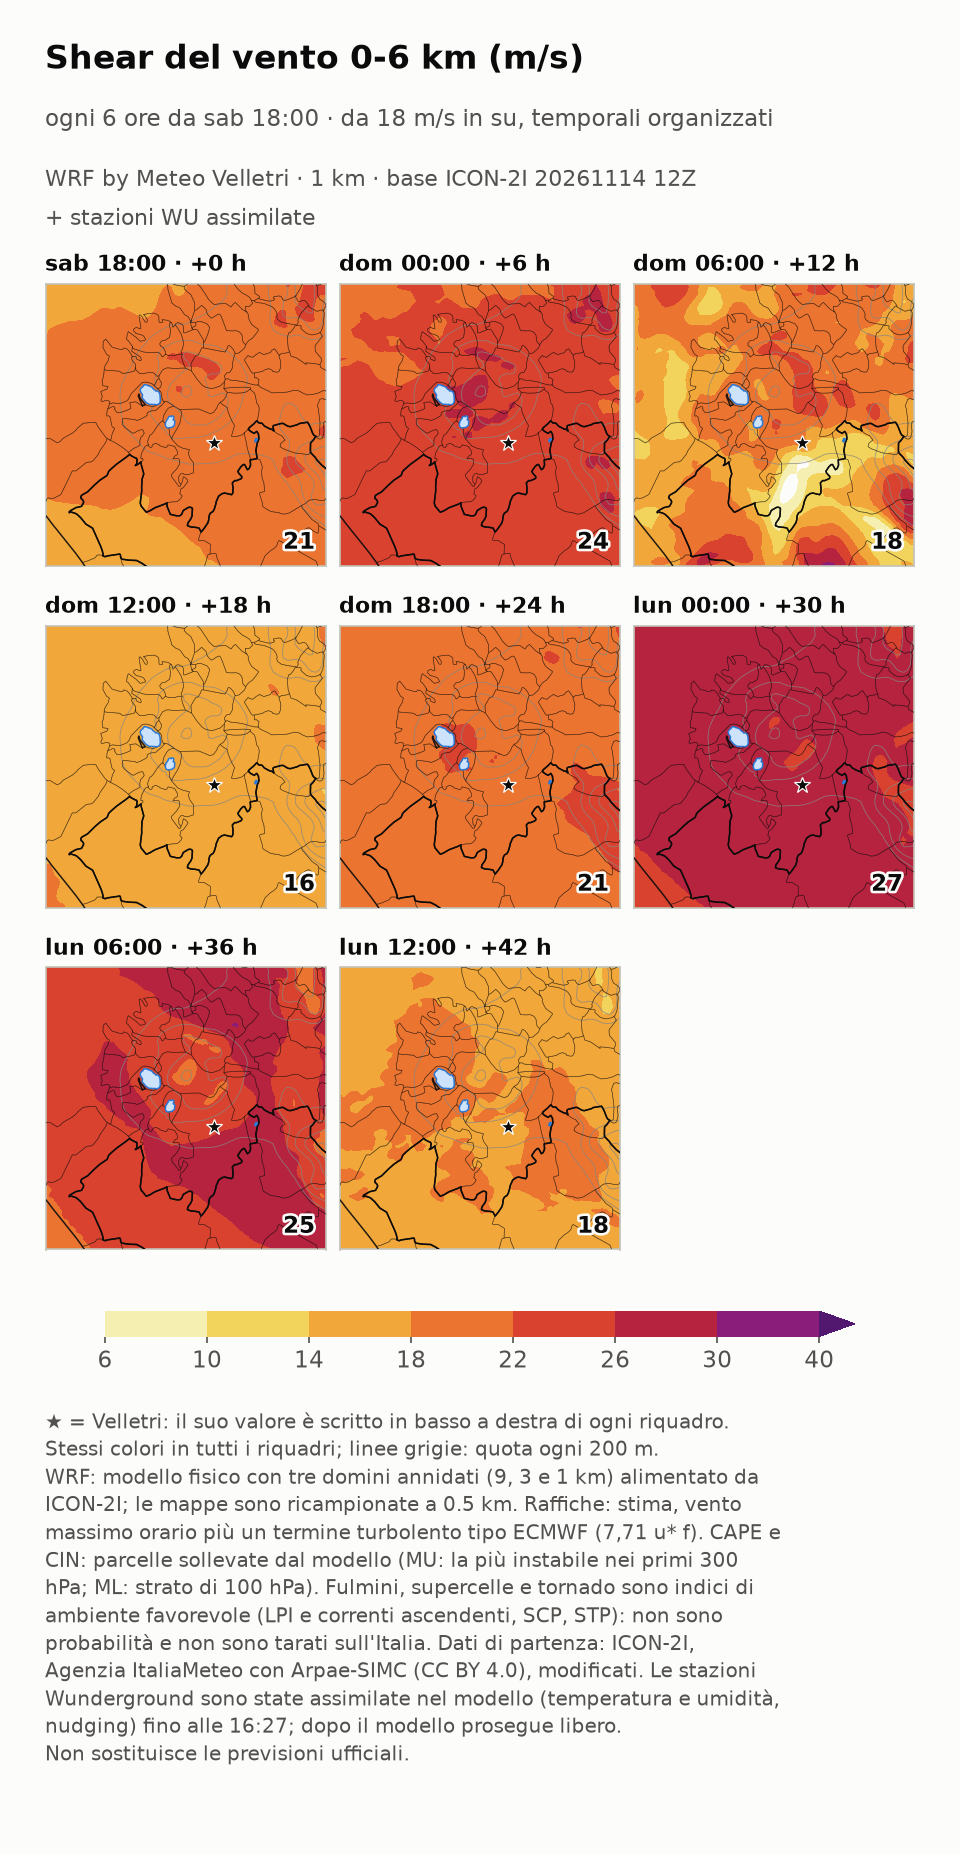 Shear del vento 0-6 km (m/s)
ogni 6 ore da sab 18:00 · da 18 m/s in su, temporali organizzati
WRF by Meteo Velletri · 1 km · base ICON-2I 20261114 12Z
+ stazioni WU assimilate
sab 18:00 · +0 h
dom 00:00 · +6 h
dom 06:00 · +12 h
21
24
18
dom 12:00 · +18 h
dom 18:00 · +24 h
lun 00:00 · +30 h
16
21
27
lun 06:00 · +36 h
lun 12:00 · +42 h
25
18
6 10 14 18 22 26 30 40
★ = Velletri: il suo valore è scritto in basso a destra di ogni riquadro.
Stessi colori in tutti i riquadri; linee grigie: quota ogni 200 m.
WRF: modello fisico con tre domini annidati (9, 3 e 1 km) alimentato da
ICON-2I; le mappe sono ricampionate a 0.5 km. Raffiche: stima, vento
massimo orario più un termine turbolento tipo ECMWF (7,71 u* f). CAPE e
CIN: parcelle sollevate dal modello (MU: la più instabile nei primi 300
hPa; ML: strato di 100 hPa). Fulmini, supercelle e tornado sono indici di
ambiente favorevole (LPI e correnti ascendenti, SCP, STP): non sono
probabilità e non sono tarati sull'Italia. Dati di partenza: ICON-2I,
Agenzia ItaliaMeteo con Arpae-SIMC (CC BY 4.0), modificati. Le stazioni
Wunderground sono state assimilate nel modello (temperatura e umidità,
nudging) fino alle 16:27; dopo il modello prosegue libero.
Non sostituisce le previsioni ufficiali.